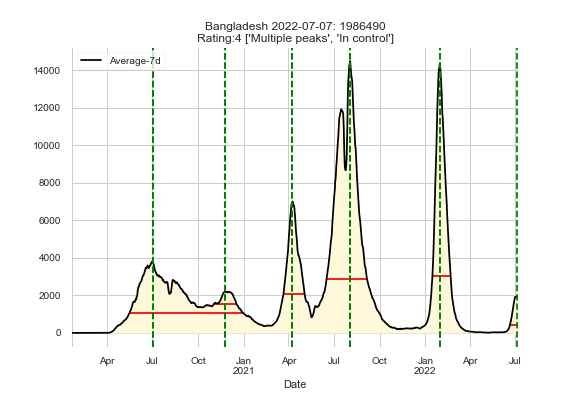 Bangladesh 2022-07-07: 1986490
Rating:4 ['Multiple peaks', 'In control']
Average-7d
14000
12000
10000
8000
6000
4000
2000
0
Apr Jul Oct Jan Apr Jul Oct Jan Apr Jul
2021 2022
Date